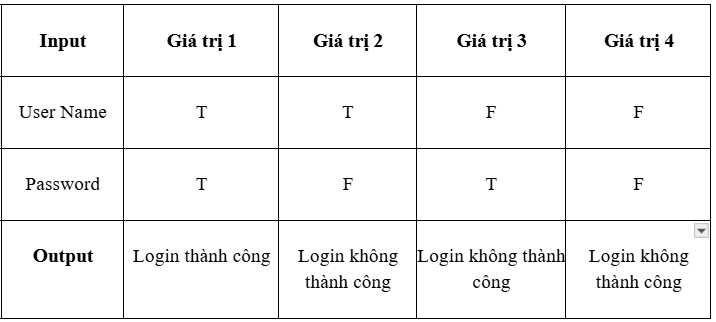 Input Giá trị 1 Giá trị 2 Giá trị 3 Giá trị 4
User Name T T F F
Password T F T F
Output Login thành công Login không Login không thành Login không
thành công công thành công